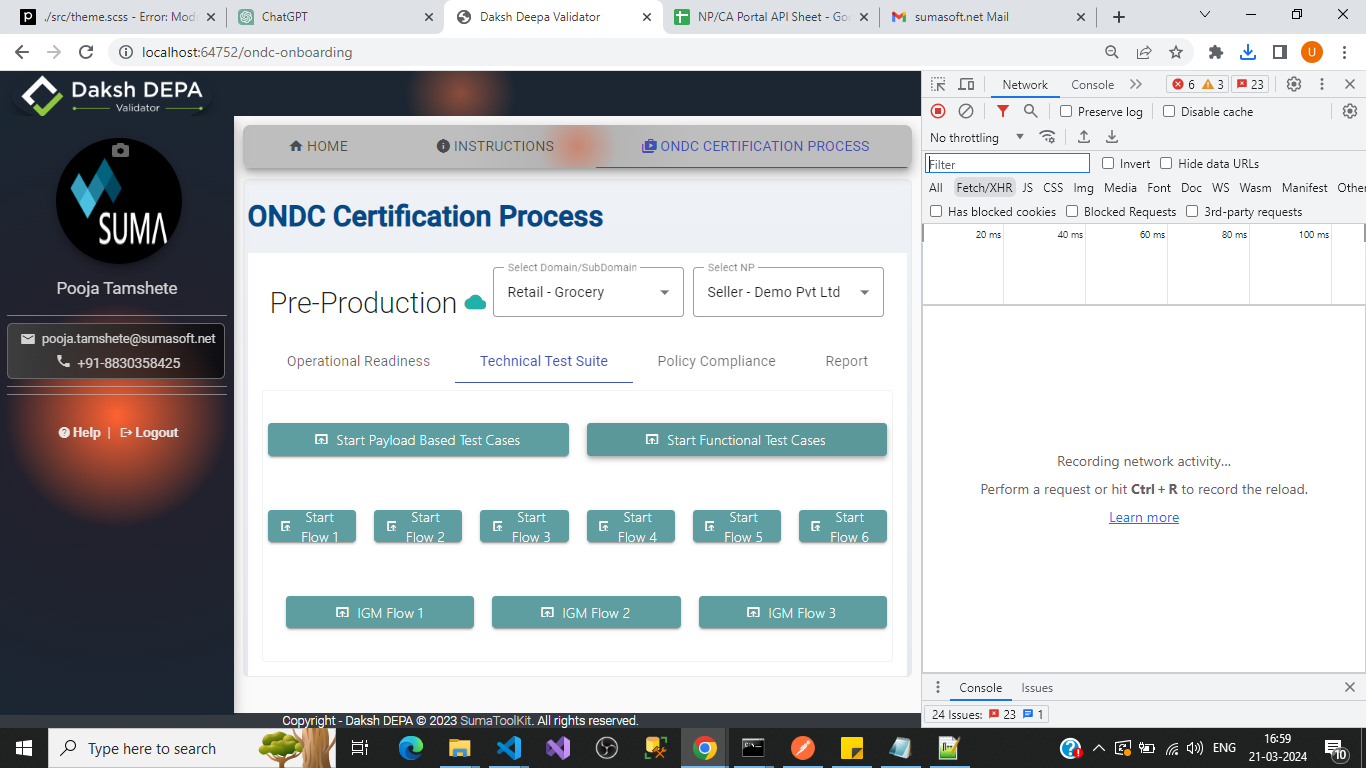 ./src/theme.scss - Error: Mod
ChatGPT
Daksh Deepa Validator
NP/CA Portal API Sheet - Go
sumasoft.net Mail
localhost:64752/ondc-onboarding
U
Daksh DEPA
Validator
SUMA
Pooja Tamshete
pooja.tamshete@sumasoft.net
+91-8830358425
Help | Logout
HOME
INSTRUCTIONS
ONDC CERTIFICATION PROCESS
ONDC Certification Process
Pre-Production
Select Domain/SubDomain
Retail - Grocery
Select NP
Seller - Demo Pvt Ltd
Operational Readiness
Technical Test Suite
Policy Compliance
Report
Start Payload Based Test Cases
Start Functional Test Cases
Start Flow 1
Start Flow 2
Start Flow 3
Start Flow 4
Start Flow 5
Start Flow 6
IGM Flow 1
IGM Flow 2
IGM Flow 3
Copyright - Daksh DEPA © 2023 SumaToolKit. All rights reserved.
Network
Console
6
3
23
Preserve log
Disable cache
No throttling
Filter
Invert
Hide data URLs
All
Fetch/XHR
JS
CSS
Img
Media
Font
Doc
WS
Wasm
Manifest
Other
Has blocked cookies
Blocked Requests
3rd-party requests
20 ms
40 ms
60 ms
80 ms
100 ms
Recording network activity...
Perform a request or hit Ctrl + R to record the reload.
Learn more
Console
Issues
24 Issues: 23 1
Type here to search
ENG
16:59
21-03-2024
10